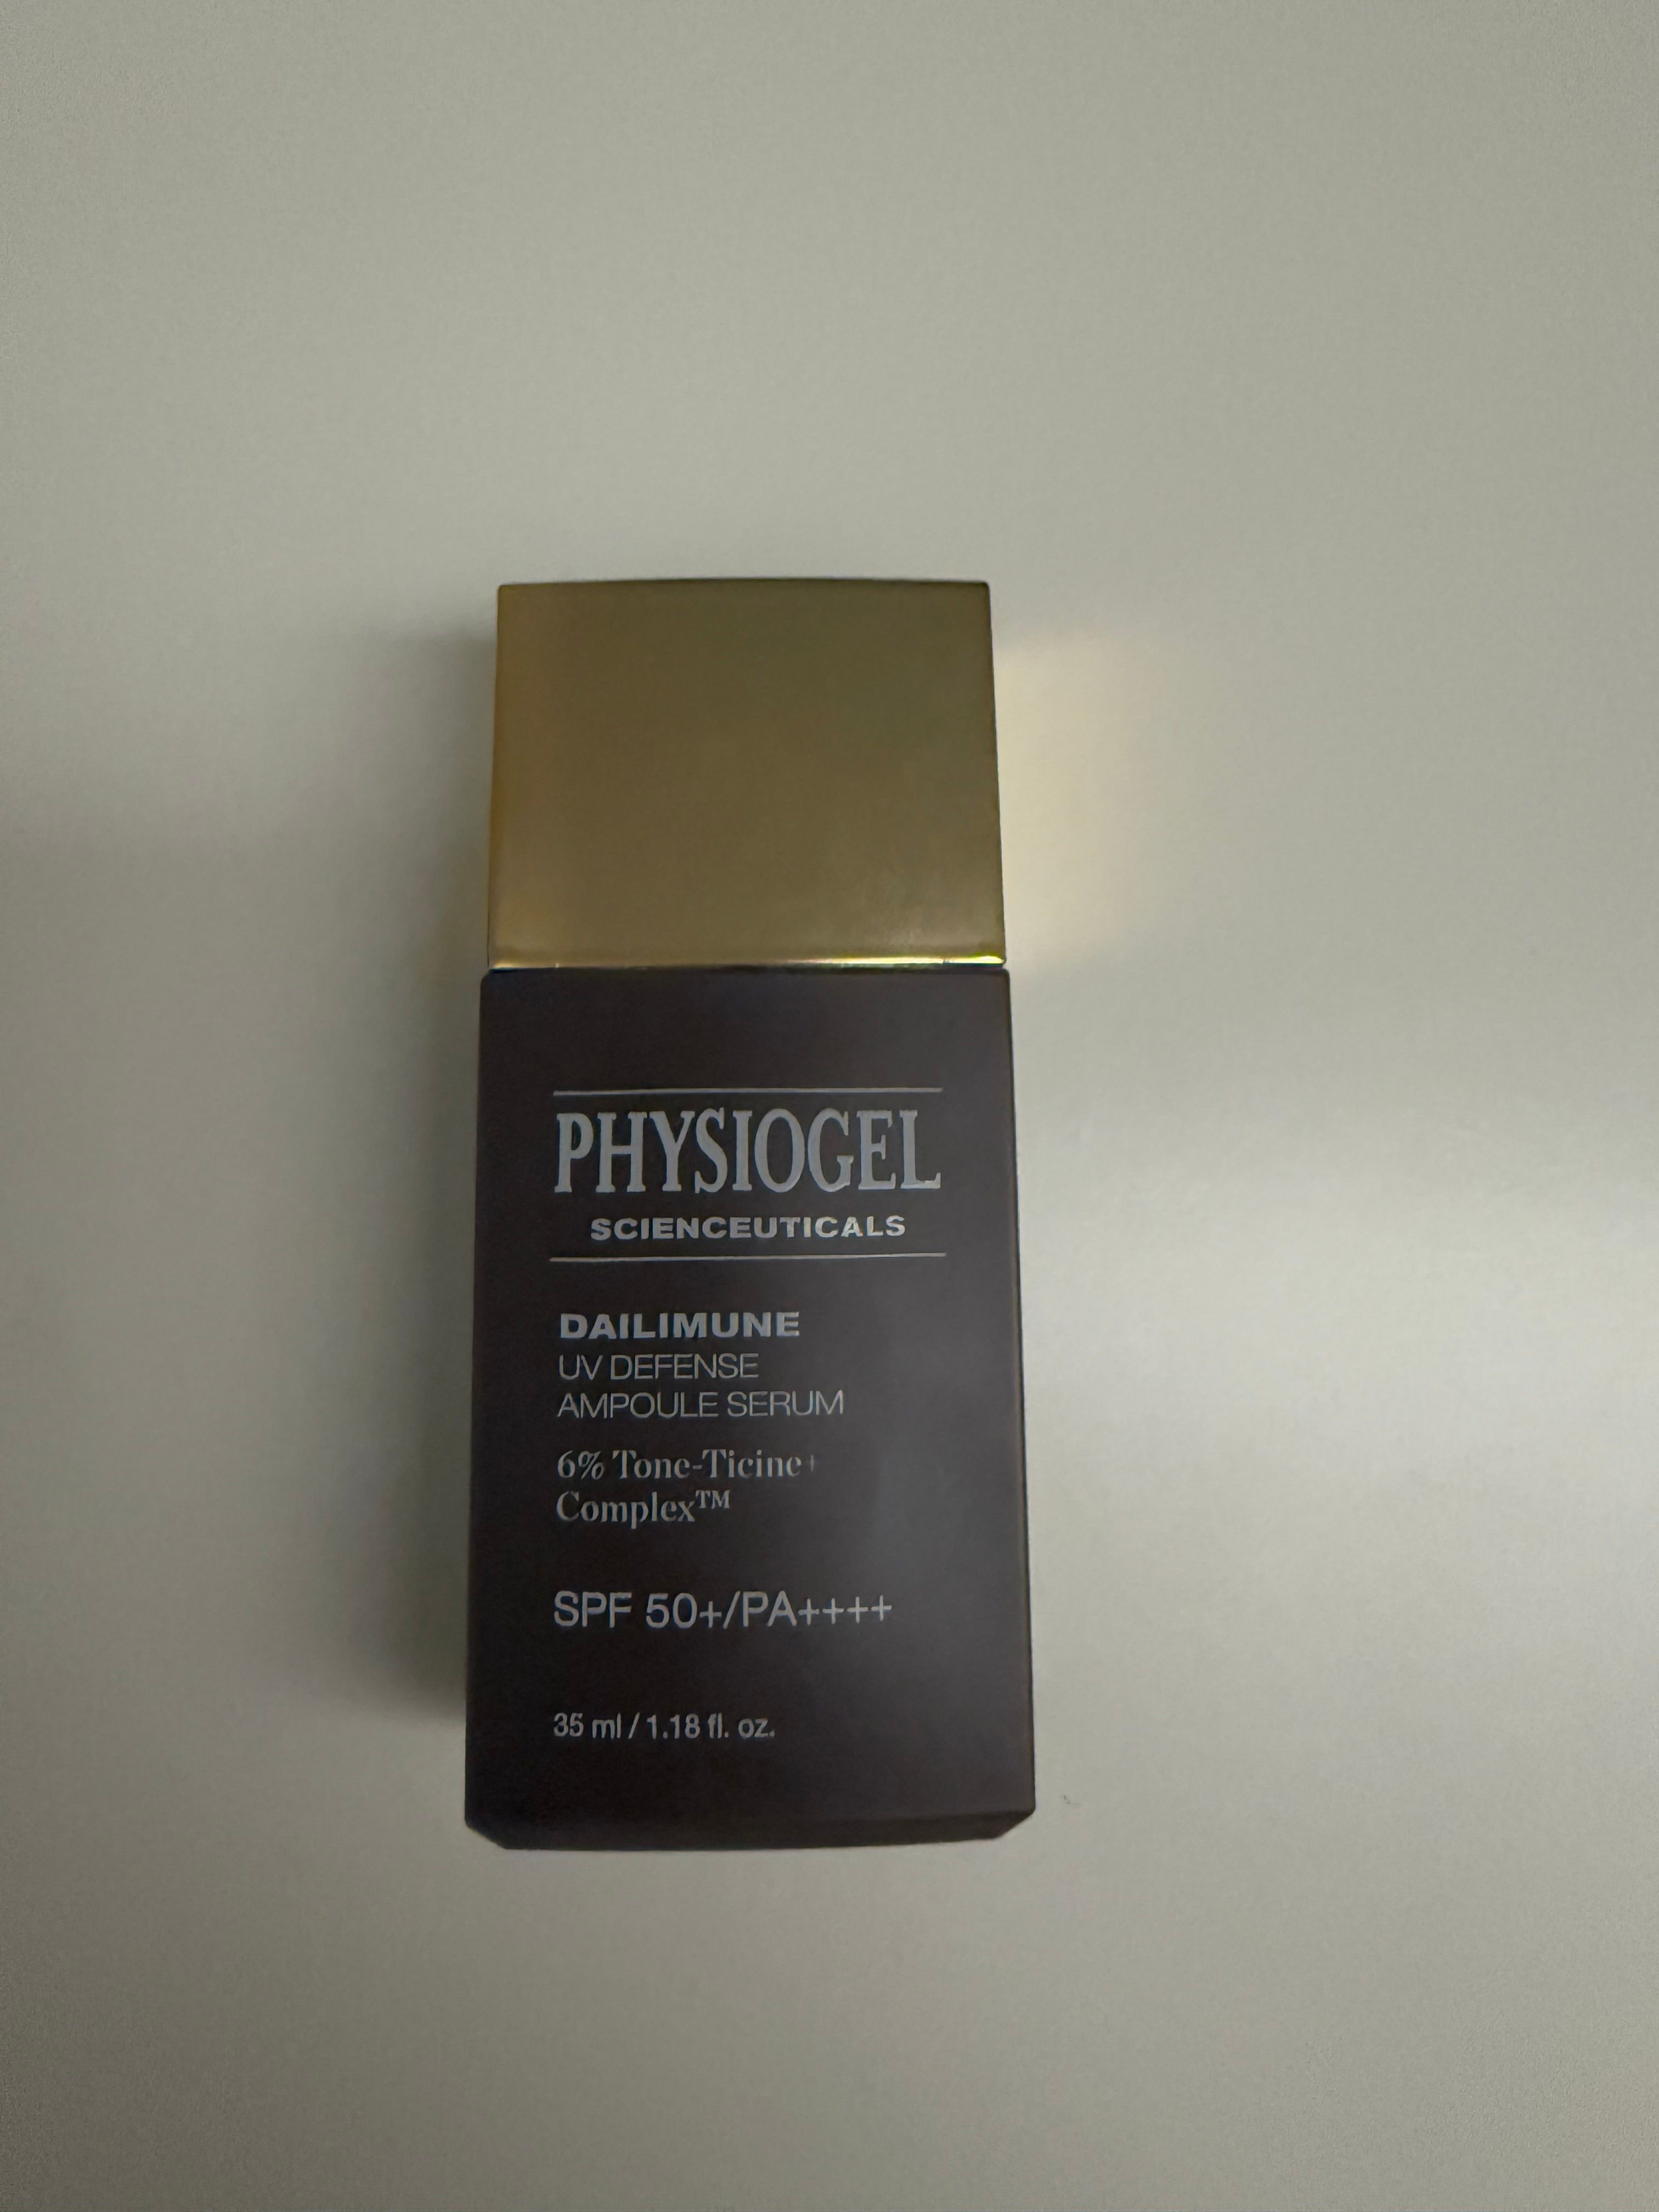 PHYSIOGEL
SCIENCEUTICALS
DAILIMUNE
UV DEFENSE
AMPOULE SERUM
6% Tone-Ticine+
Complex™
SPF 50+/PA++++
35 ml / 1.18 fl. oz.